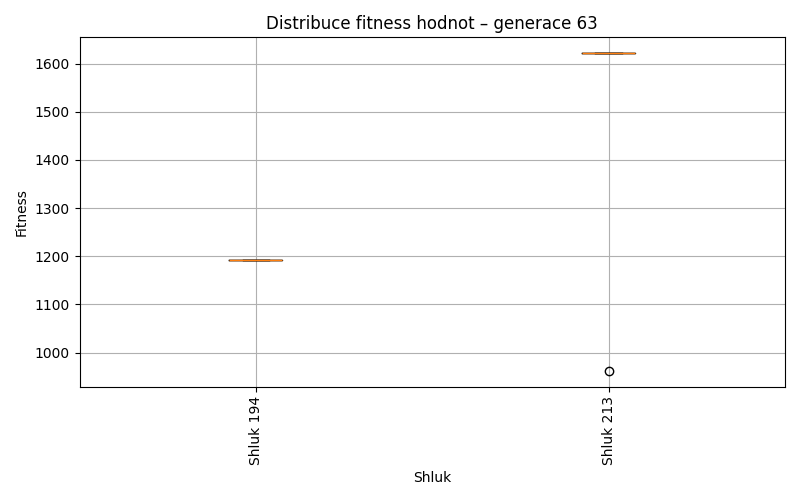 Distribuce fitness hodnot – generace 63
1600
1500
1400
1300
1200
1100
1000
Fitness
Shluk 194
Shluk 213
Shluk